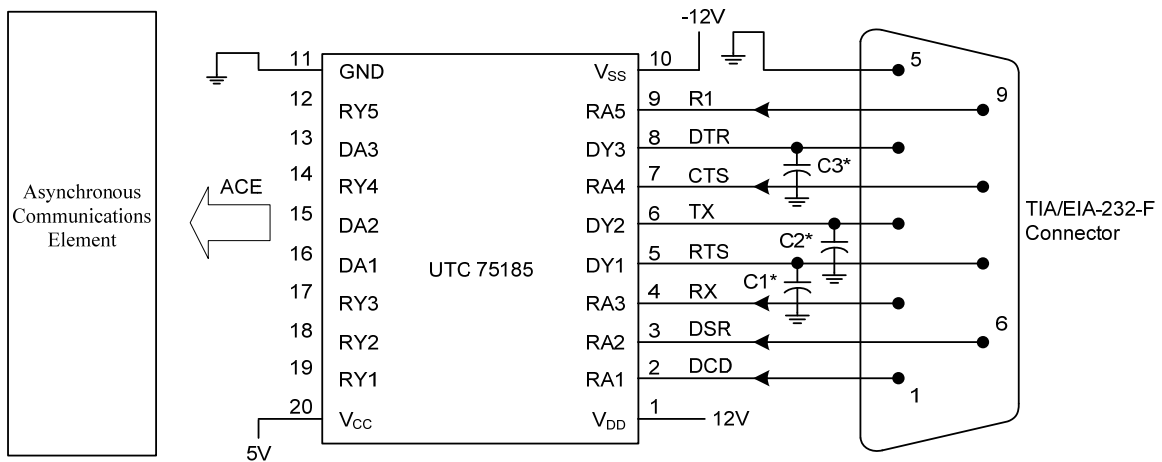 -12V
11 GND VSS 10 5
12 RY5 RA5 9 R1 9
13 DA3 DY3 8 DTR
C3*
14 RY4 RA4 7 CTS
ACE
15 DA2 DY2 6 TX
C2*
16 DA1 DY1 5 RTS
C1*
17 RY3 RA3 4 RX
18 RY2 RA2 3 DSR 6
19 RY1 RA1 2 DCD 1
20 VCC VDD 1 12V
5V
Asynchronous
Communications
Element
UTC 75185
TIA/EIA-232-F
Connector